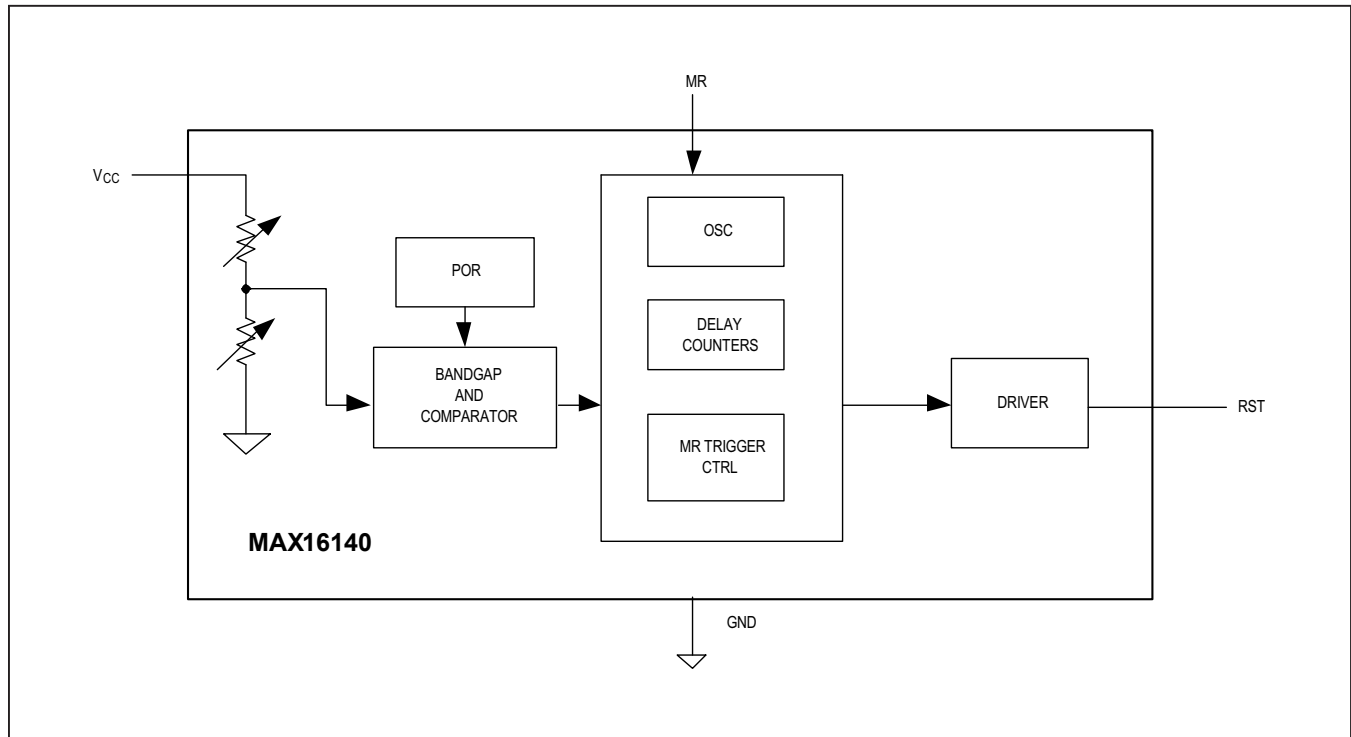 MR
VCC
OSC
POR
DELAY
COUNTERS
BANDGAP
AND
COMPARATOR
DRIVER
RST
MR TRIGGER
CTRL
MAX16140
GND